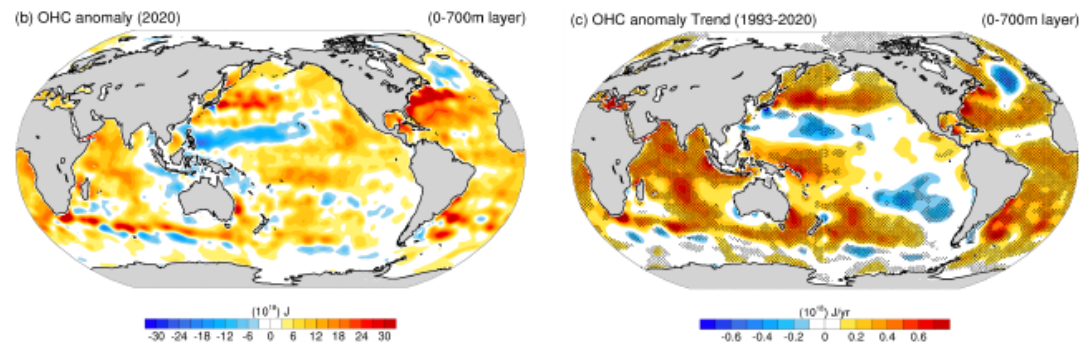 (b) OHC anomaly (2020) (0-700m layer)
(10¹⁸) J
-30 -24 -18 -12 -6 0 6 12 18 24 30
(c) OHC anomaly Trend (1993-2020) (0-700m layer)
J/yr
-0.6 -0.4 -0.2 0 0.2 0.4 0.6